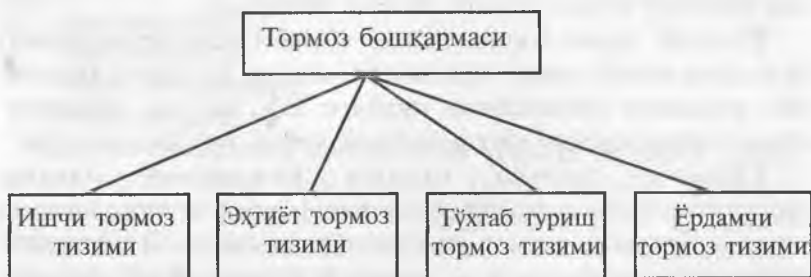 Тормоз бошқармаси
Ишчи тормоз
тизими
Эҳтиёт тормоз
тизими
Тўхтаб туриш
тормоз тизими
Ёрдамчи
тормоз тизими